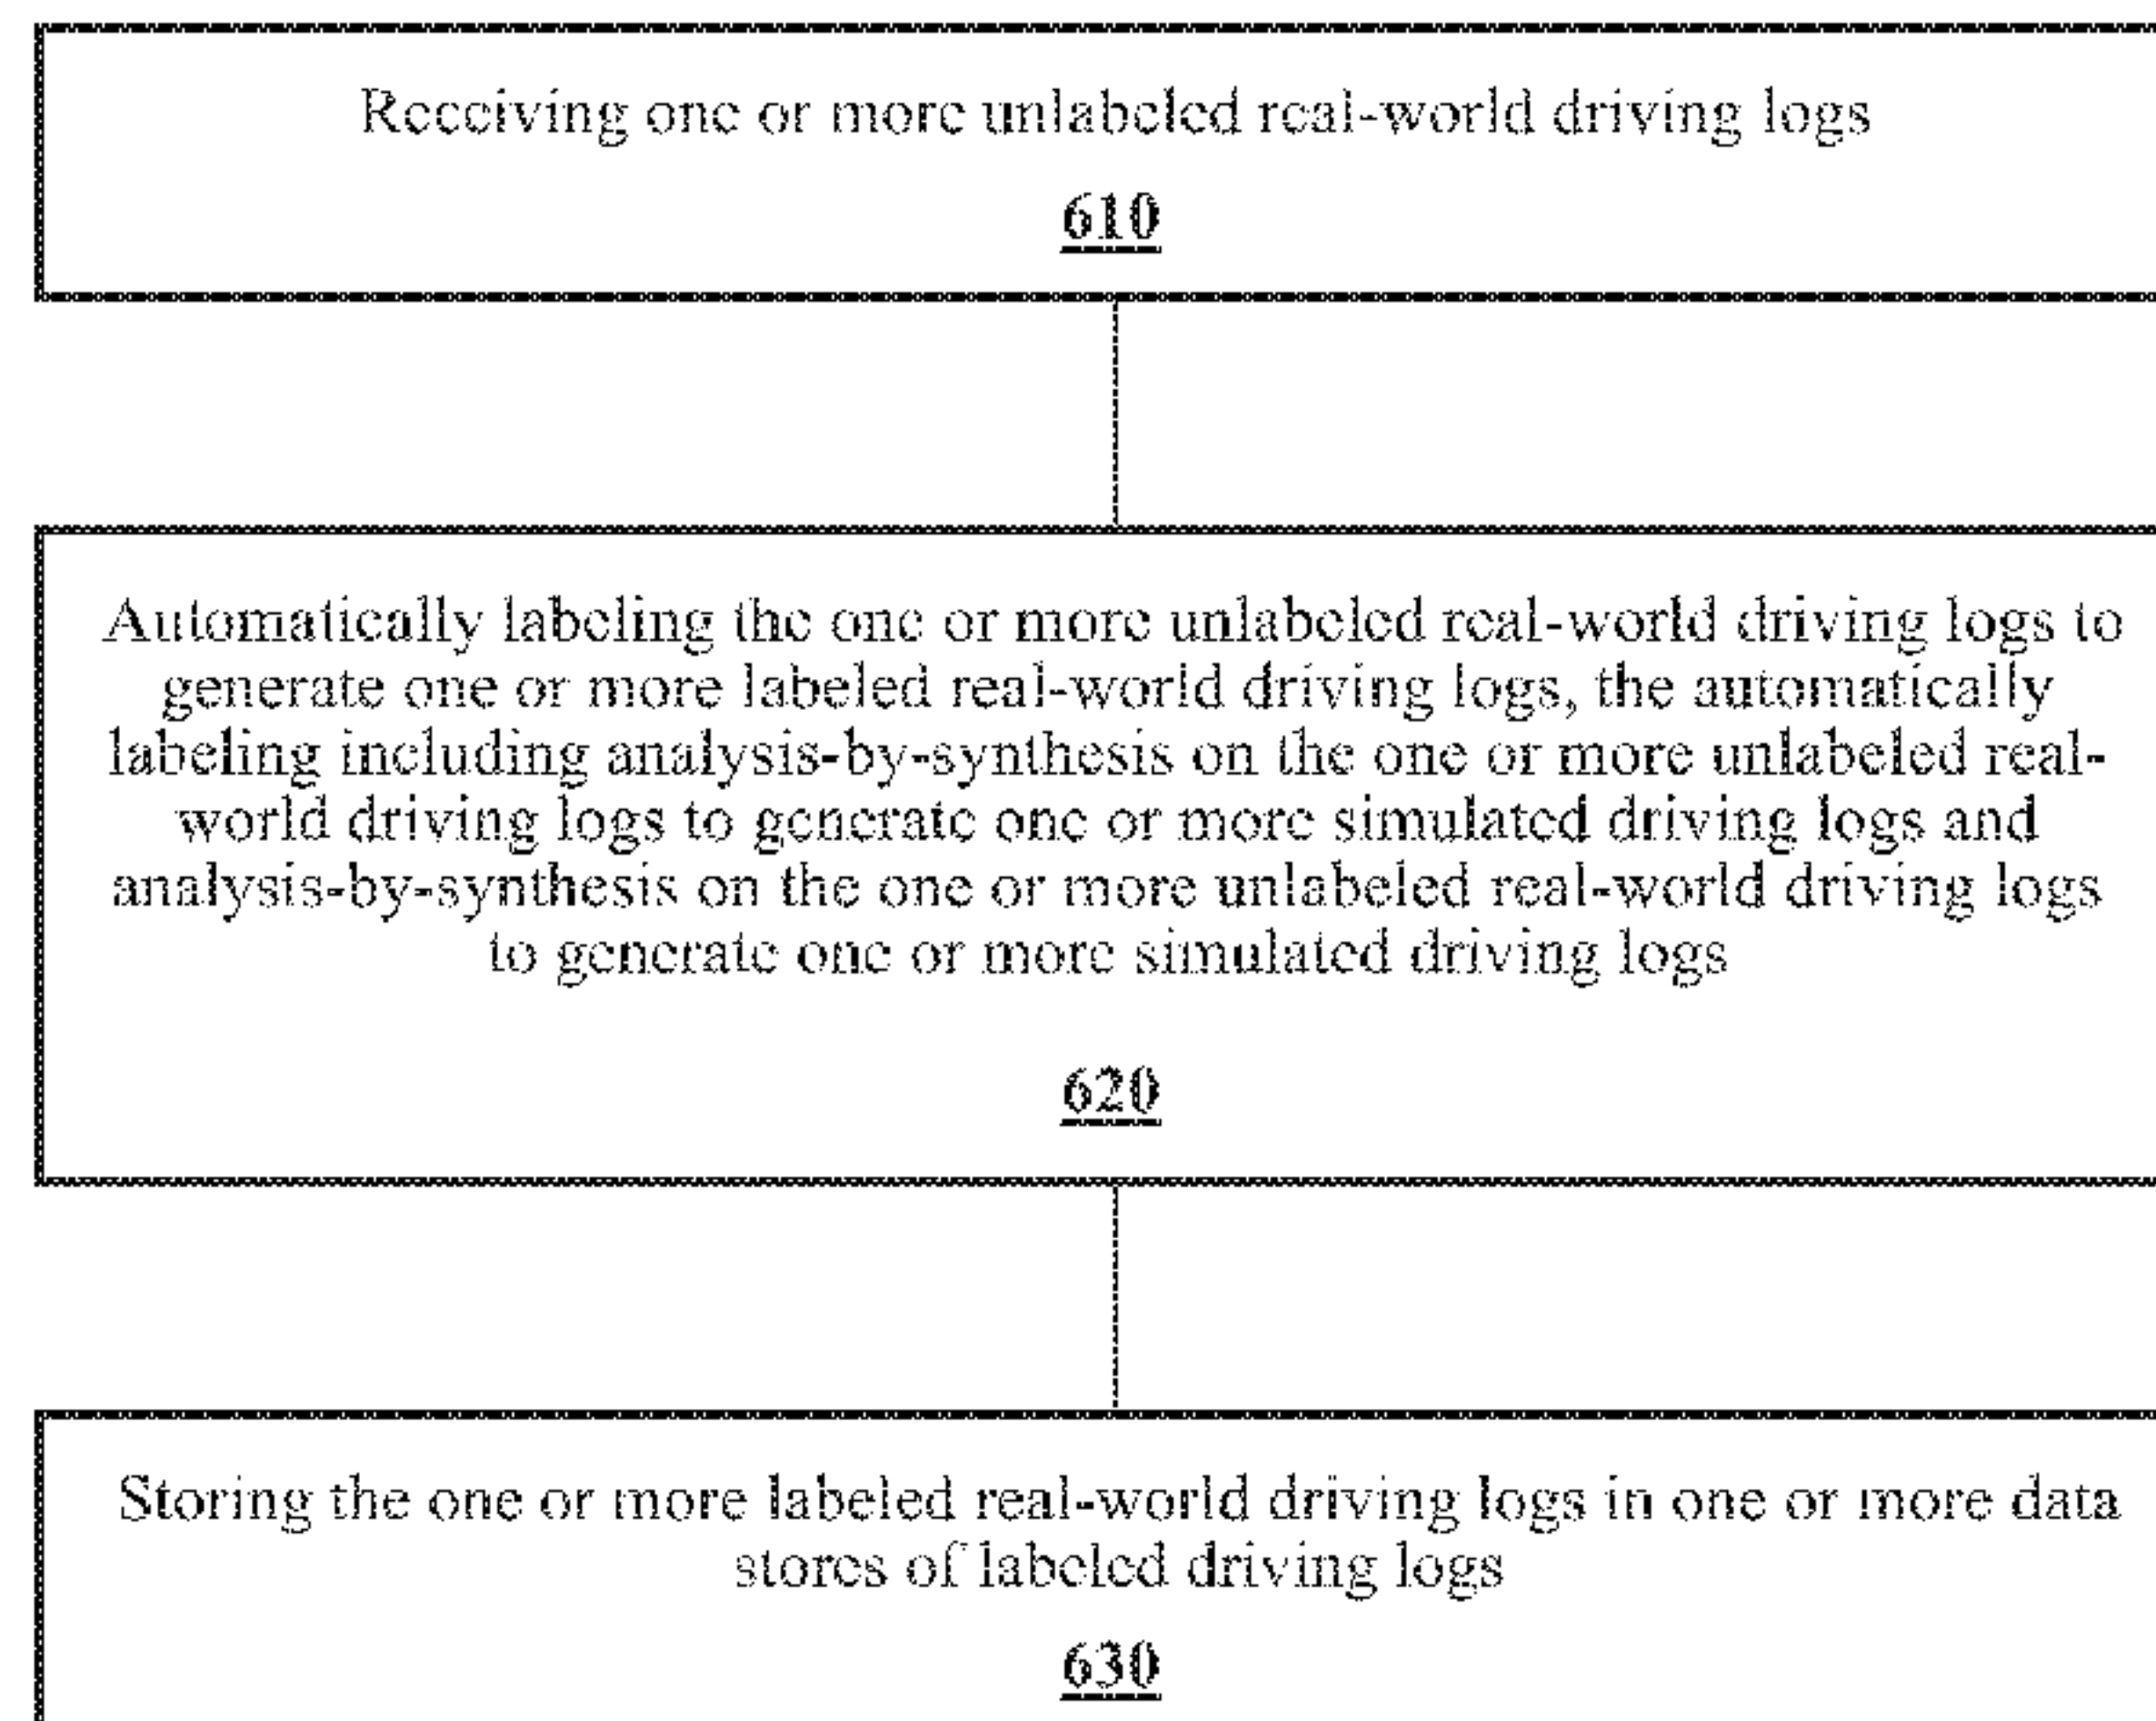 Receiving one or more unlabeled real-world driving logs
610
Automatically labeling the one or more unlabeled real-world driving logs to
generate one or more labeled real-world driving logs, the automatically
labeling including analysis-by-synthesis on the one or more unlabeled real-
world driving logs to generate one or more simulated driving logs and
analysis-by-synthesis on the one or more unlabeled real-world driving logs
to generate one or more simulated driving logs
620
Storing the one or more labeled real-world driving logs in one or more data
stores of labeled driving logs
630